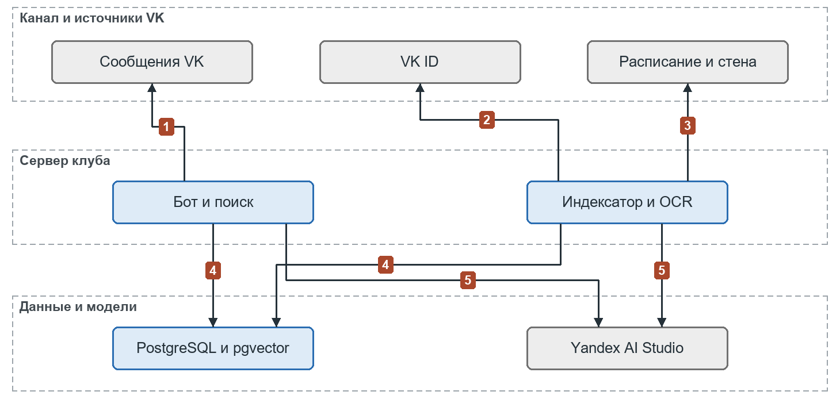 Канал и источники VK
Сообщения VK
VK ID
Расписание и стена
1
2
3
Сервер клуба
Бот и поиск
Индексатор и OCR
4
4
5
5
Данные и модели
PostgreSQL и pgvector
Yandex AI Studio